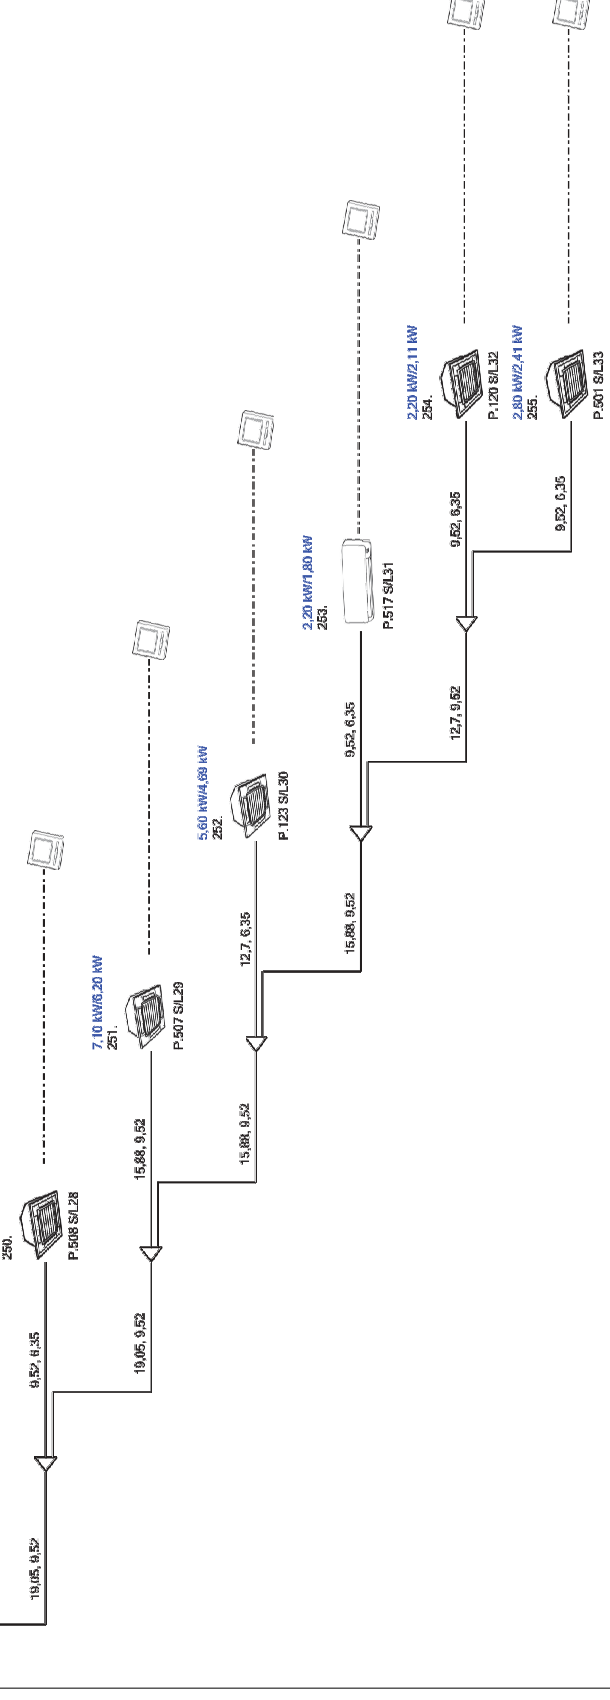 250.
P.508 S/L28
9,52, 6,35
19,05, 9,52
7,10 kW/6,20 kW
251.
P.507 S/L29
15,88, 9,52
19,05, 9,52
5,60 kW/4,69 kW
252.
P.123 S/L30
12,7, 6,35
15,88, 9,52
2,20 kW/1,80 kW
253.
P.517 S/L31
9,52, 6,35
15,88, 9,52
2,20 kW/2,11 kW
254.
P.120 S/L32
9,52, 6,35
12,7, 9,52
2,80 kW/2,41 kW
255.
P.501 S/L33
9,52, 6,35